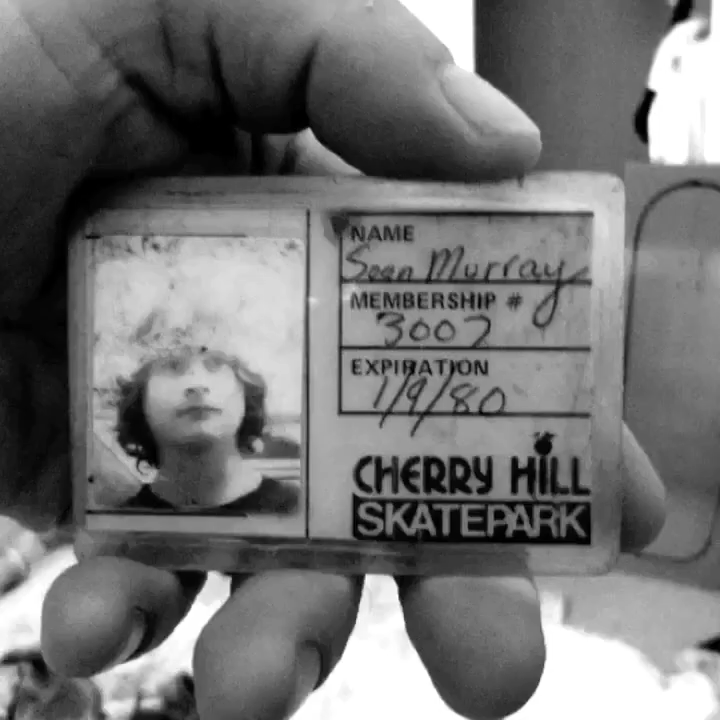 NAME
Sean Murray
MEMBERSHIP #
3007
EXPIRATION
1/9/80
CHERRY HILL
SKATEPARK